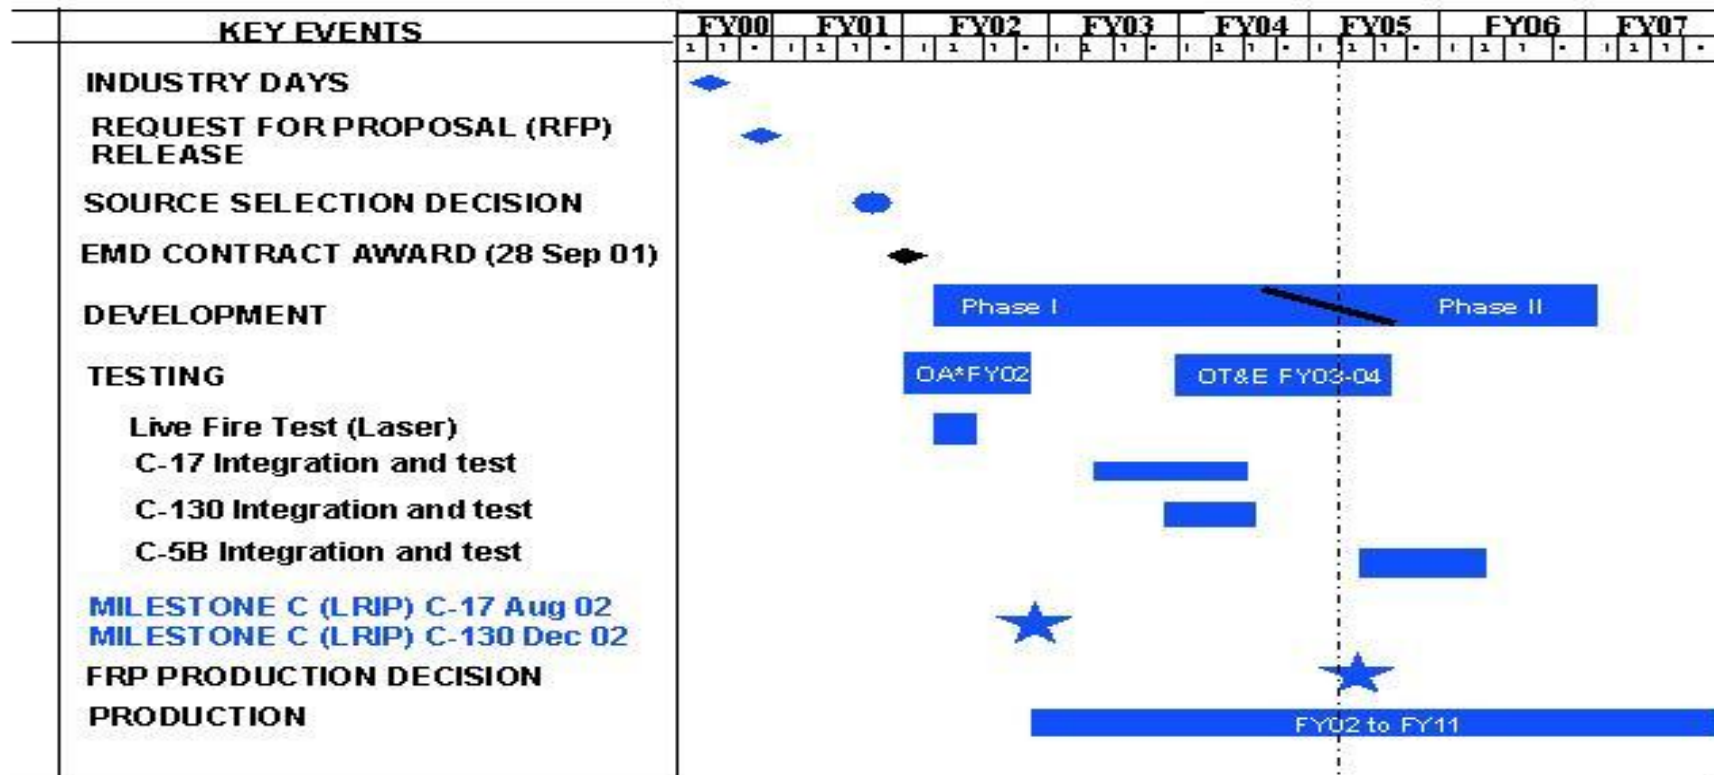 KEY EVENTS FY00 FY01 FY02 FY03 FY04 FY05 FY06 FY07
INDUSTRY DAYS
REQUEST FOR PROPOSAL (RFP)
RELEASE
SOURCE SELECTION DECISION
EMD CONTRACT AWARD (28 Sep 01)
DEVELOPMENT Phase I Phase II
TESTING OA*FY02 OT&E FY03-04
Live Fire Test (Laser)
C-17 Integration and test
C-130 Integration and test
C-5B Integration and test
MILESTONE C (LRIP) C-17 Aug 02
MILESTONE C (LRIP) C-130 Dec 02
FRP PRODUCTION DECISION
PRODUCTION FY02 to FY11